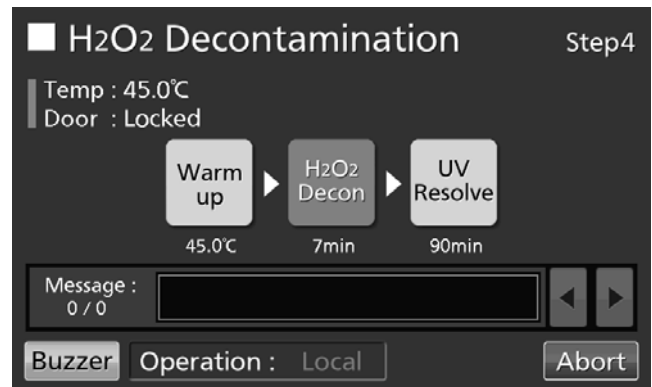 H2O2 Decontamination
Step4
Temp : 45.0℃
Door : Locked
Warm
up
H2O2
Decon
UV
Resolve
45.0℃
7min
90min
Message :
0 / 0
Buzzer
Operation : Local
Abort